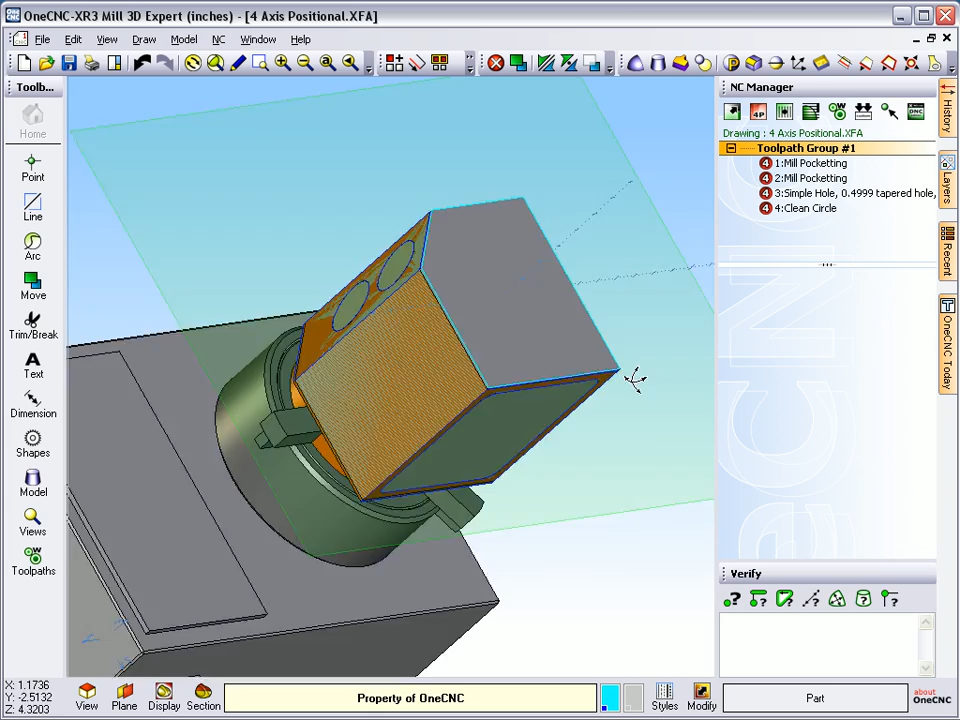 OneCNC-XR3 Mill 3D Expert (inches) - [4 Axis Positional.XFA]
File Edit View Draw Model NC Window Help
Toolb...
Home
Point
Line
Arc
Move
Trim/Break
Text
Dimension
Shapes
Model
Views
Toolpaths
NC Manager
Drawing : 4 Axis Positional.XFA
Toolpath Group #1
1:Mill Pocketting
2:Mill Pocketting
3:Simple Hole, 0.4999 tapered hole,
4:Clean Circle
History
Layers
Recent
OneCNC Today
Verify
X: 1.1736
Y: -2.5132
Z: 4.3203
View
Plane
Display
Section
Property of OneCNC
Styles
Modify
Part
about
OneCNC